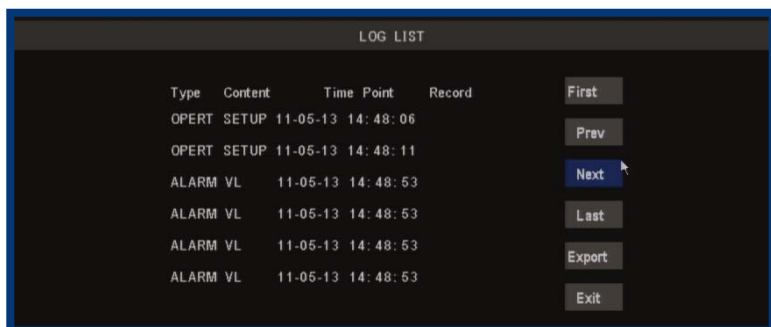 LOG LIST
Type Content Time Point Record
OPERT SETUP 11-05-13 14:48:06
OPERT SETUP 11-05-13 14:48:11
ALARM VL 11-05-13 14:48:53
ALARM VL 11-05-13 14:48:53
ALARM VL 11-05-13 14:48:53
ALARM VL 11-05-13 14:48:53
First
Prev
Next
Last
Export
Exit